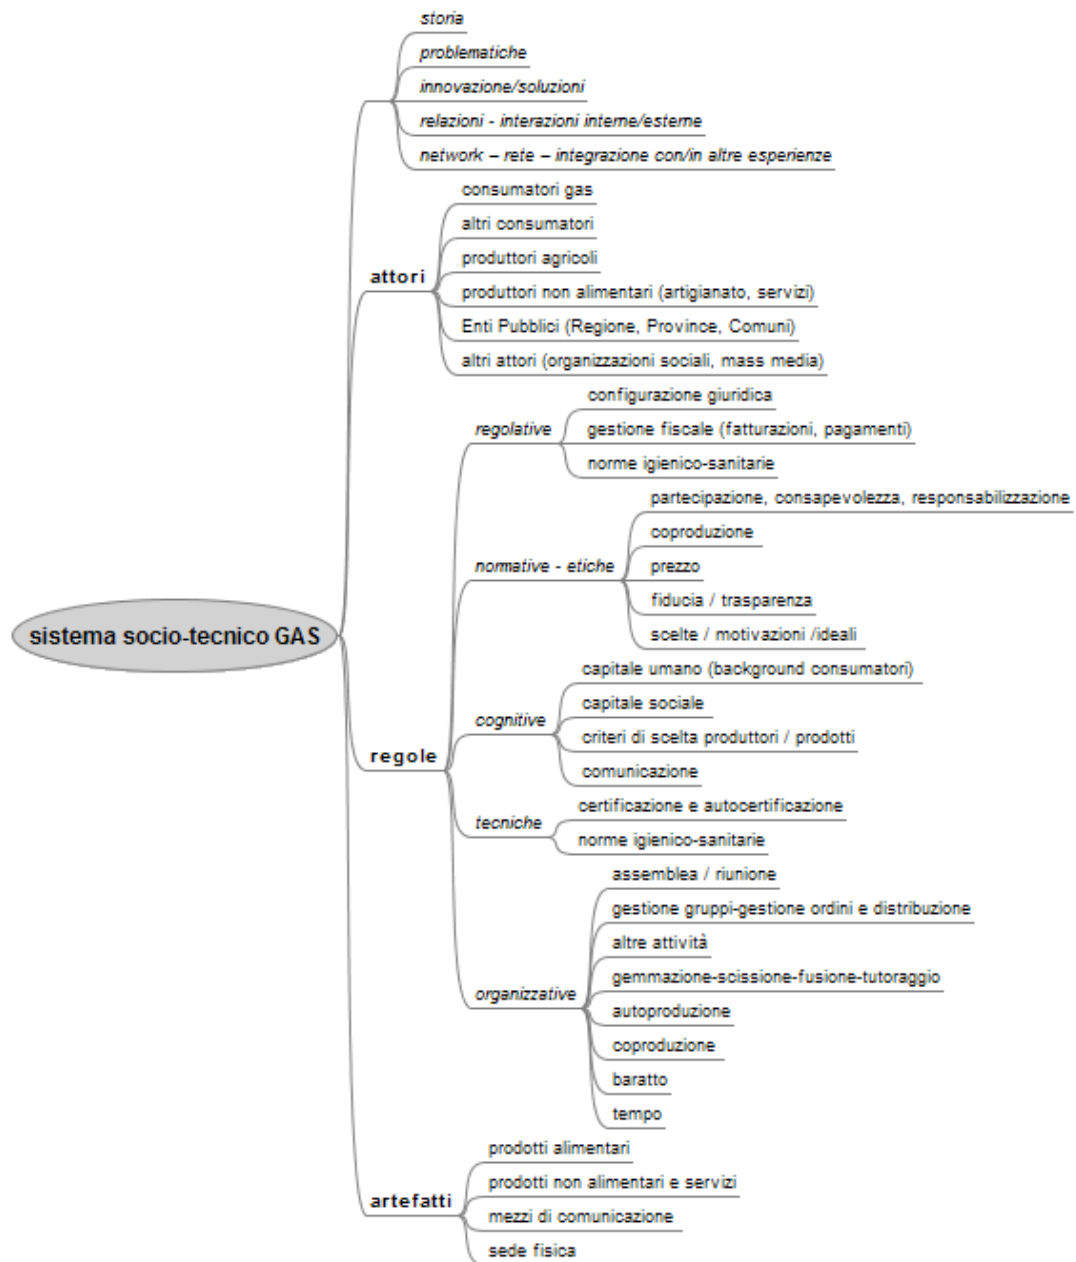 storia
problematiche
innovazione/soluzioni
relazioni - interazioni interne/esterne
network – rete – integrazione con/in altre esperienze
attori
consumatori gas
altri consumatori
produttori agricoli
produttori non alimentari (artigianato, servizi)
Enti Pubblici (Regione, Province, Comuni)
altri attori (organizzazioni sociali, mass media)
sistema socio-tecnico GAS
regole
regolative
configurazione giuridica
gestione fiscale (fatturazioni, pagamenti)
norme igienico-sanitarie
normative - etiche
partecipazione, consapevolezza, responsabilizzazione
coproduzione
prezzo
fiducia / trasparenza
scelte / motivazioni /ideali
cognitive
capitale umano (background consumatori)
capitale sociale
criteri di scelta produttori / prodotti
comunicazione
tecniche
certificazione e autocertificazione
norme igienico-sanitarie
organizzative
assemblea / riunione
gestione gruppi-gestione ordini e distribuzione
altre attività
gemmazione-scissione-fusione-tutoraggio
autoproduzione
coproduzione
baratto
tempo
artefatti
prodotti alimentari
prodotti non alimentari e servizi
mezzi di comunicazione
sede fisica